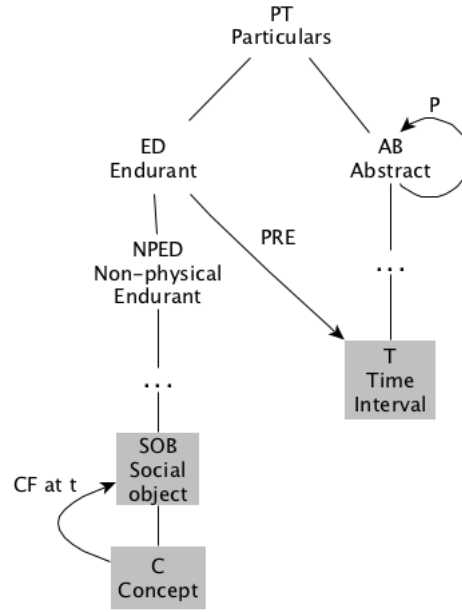 PT
Particulars
P
ED
Endurant
AB
Abstract
PRE
NPED
Non-physical
Endurant
...
...
T
Time
Interval
SOB
Social
object
CF at t
C
Concept